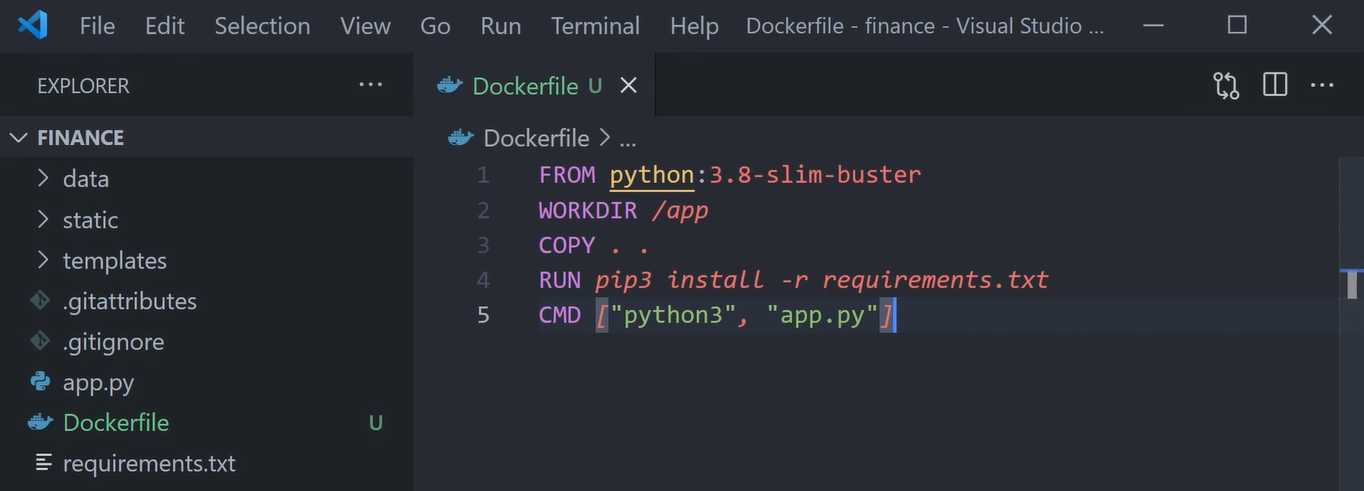 File Edit Selection View Go Run Terminal Help Dockerfile - finance - Visual Studio ...
EXPLORER ...
Dockerfile U
FINANCE
data
static
templates
.gitattributes
.gitignore
app.py
Dockerfile U
requirements.txt
Dockerfile > ...
1 FROM python:3.8-slim-buster
2 WORKDIR /app
3 COPY . .
4 RUN pip3 install -r requirements.txt
5 CMD ["python3", "app.py"]